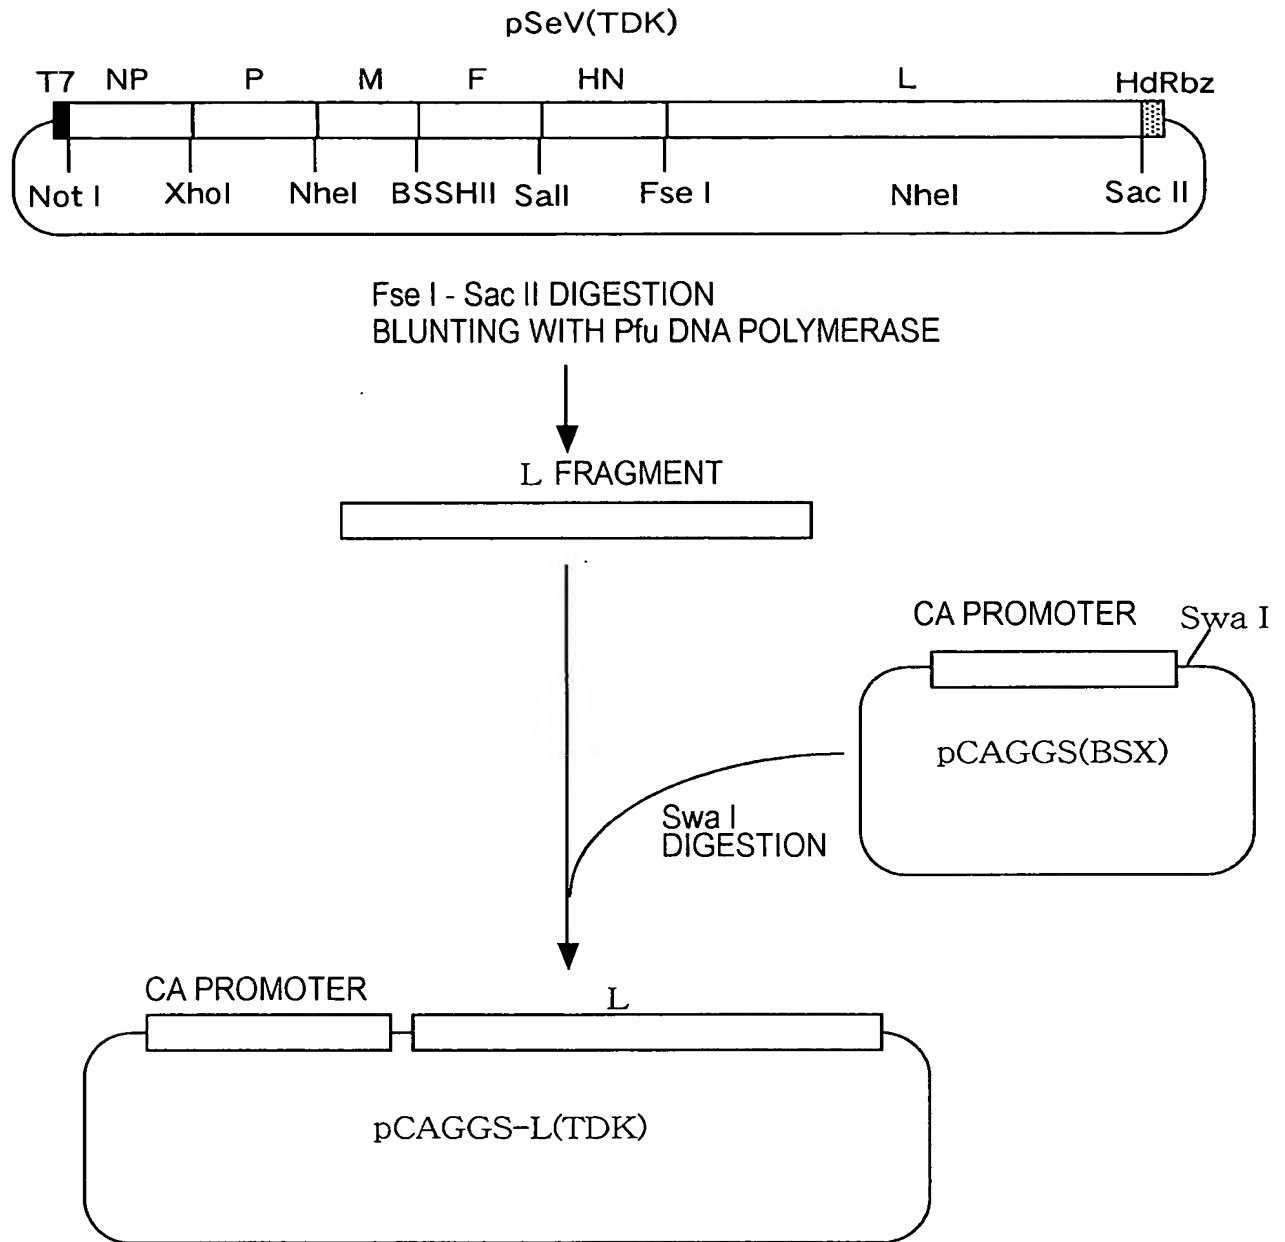 pSeV(TDK)
T7 NP P M F HN L HdRbz
Not I XhoI NheI BSSHII SalI Fse I NheI Sac II
Fse I - Sac II DIGESTION
BLUNTING WITH Pfu DNA POLYMERASE
L FRAGMENT
CA PROMOTER Swa I
pCAGGS(BSX)
Swa I
DIGESTION
CA PROMOTER L
pCAGGS-L(TDK)